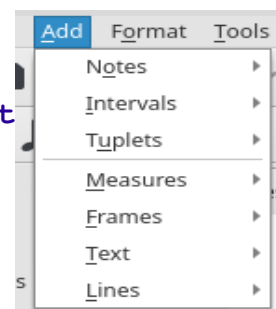 Add Format Tools
Notes
Intervals
t
Tuplets
Measures
Frames
Text
s
Lines